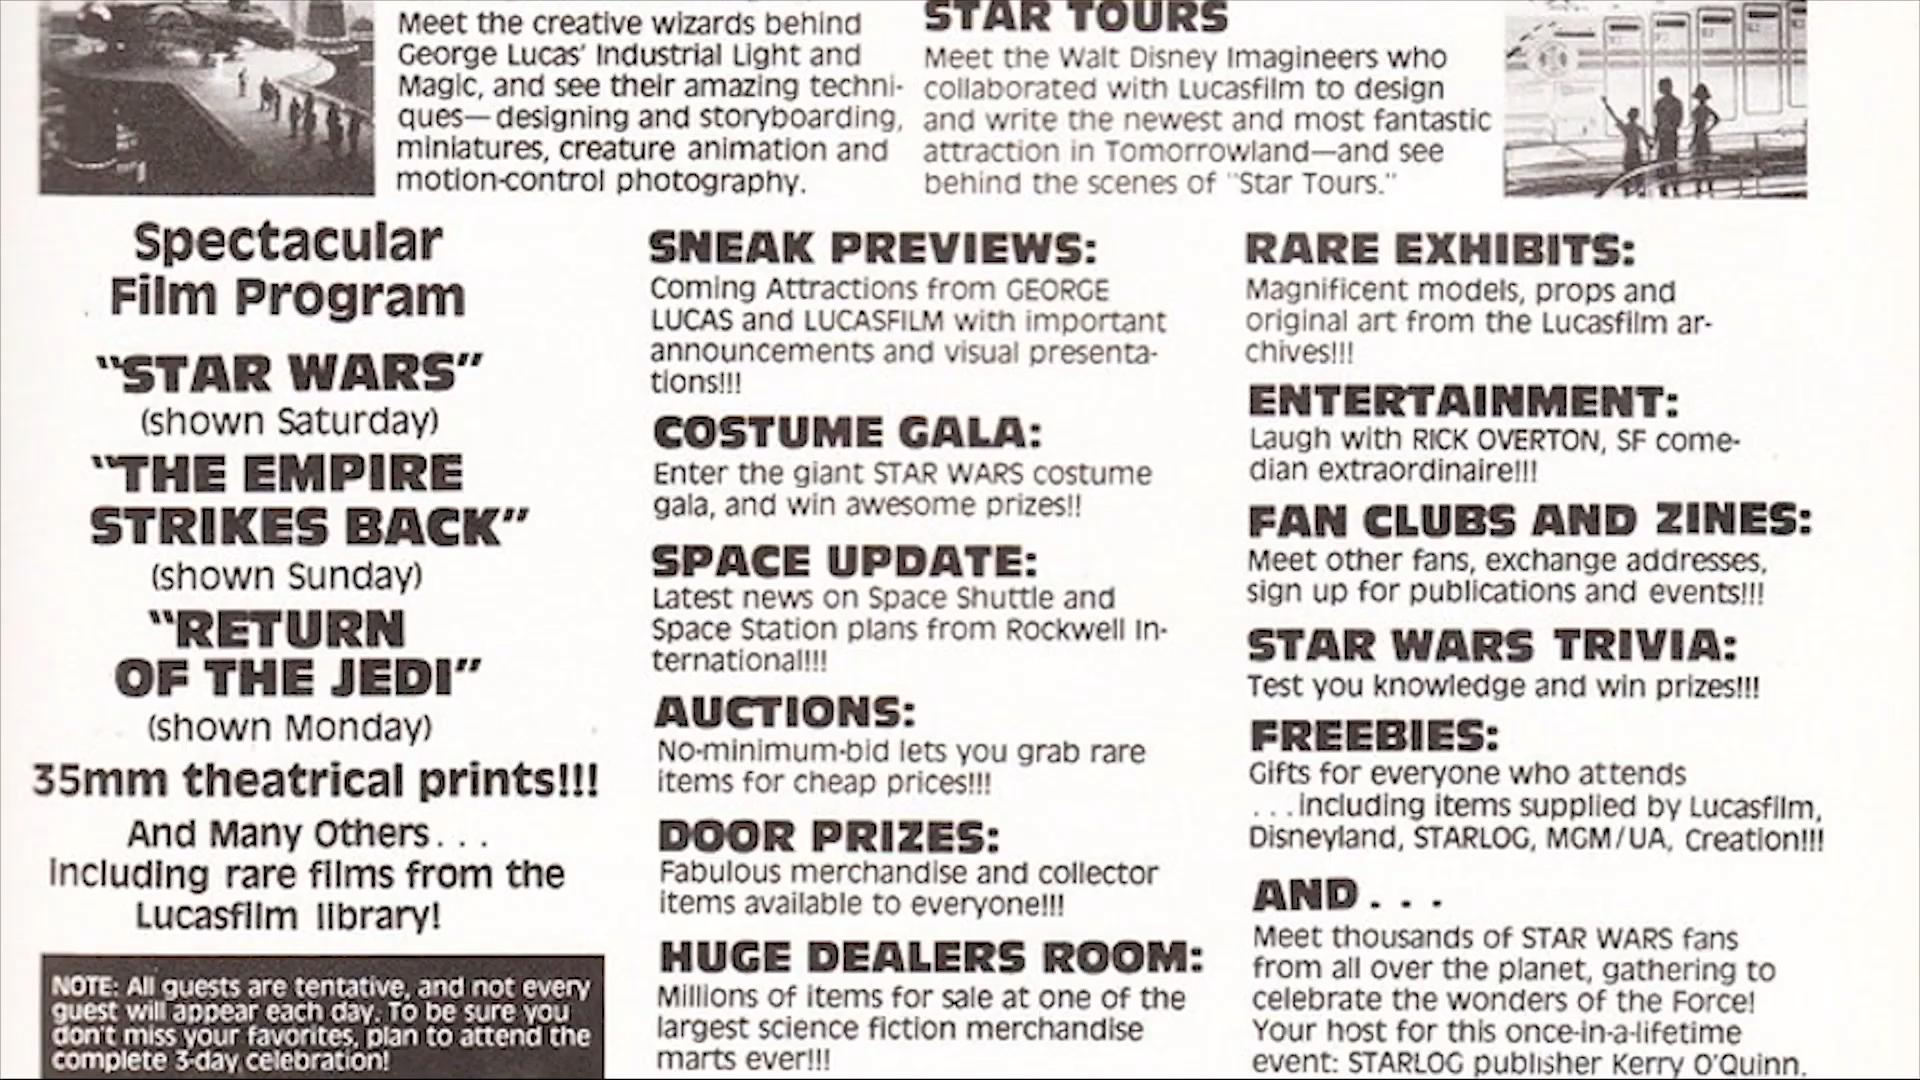 Meet the creative wizards behind
George Lucas' Industrial Light and
Magic, and see their amazing techni-
ques—designing and storyboarding,
miniatures, creature animation and
motion-control photography.
STAR TOURS
Meet the Walt Disney Imagineers who
collaborated with Lucasfilm to design
and write the newest and most fantastic
attraction in Tomorrowland—and see
behind the scenes of "Star Tours."
Spectacular
Film Program
"STAR WARS"
(shown Saturday)
"THE EMPIRE
STRIKES BACK"
(shown Sunday)
"RETURN
OF THE JEDI"
(shown Monday)
35mm theatrical prints!!!
And Many Others...
Including rare films from the
Lucasfilm library!
NOTE: All guests are tentative, and not every
guest will appear each day. To be sure you
don't miss your favorites, plan to attend the
complete 3-day celebration!
SNEAK PREVIEWS:
Coming Attractions from GEORGE
LUCAS and LUCASFILM with important
announcements and visual presenta-
tions!!!
COSTUME GALA:
Enter the giant STAR WARS costume
gala, and win awesome prizes!!
SPACE UPDATE:
Latest news on Space Shuttle and
Space Station plans from Rockwell In-
ternational!!!
AUCTIONS:
No-minimum-bid lets you grab rare
items for cheap prices!!!
DOOR PRIZES:
Fabulous merchandise and collector
items available to everyone!!!
HUGE DEALERS ROOM:
Millions of items for sale at one of the
largest science fiction merchandise
marts ever!!!
RARE EXHIBITS:
Magnificent models, props and
original art from the Lucasfilm ar-
chives!!!
ENTERTAINMENT:
Laugh with RICK OVERTON, SF come-
dian extraordinaire!!!
FAN CLUBS AND ZINES:
Meet other fans, exchange addresses,
sign up for publications and events!!!
STAR WARS TRIVIA:
Test you knowledge and win prizes!!!
FREEBIES:
Gifts for everyone who attends
...including items supplied by Lucasfilm,
Disneyland, STARLOG, MGM/UA, Creation!!!
AND...
Meet thousands of STAR WARS fans
from all over the planet, gathering to
celebrate the wonders of the Force!
Your host for this once-in-a-lifetime
event: STARLOG publisher Kerry O'Quinn.